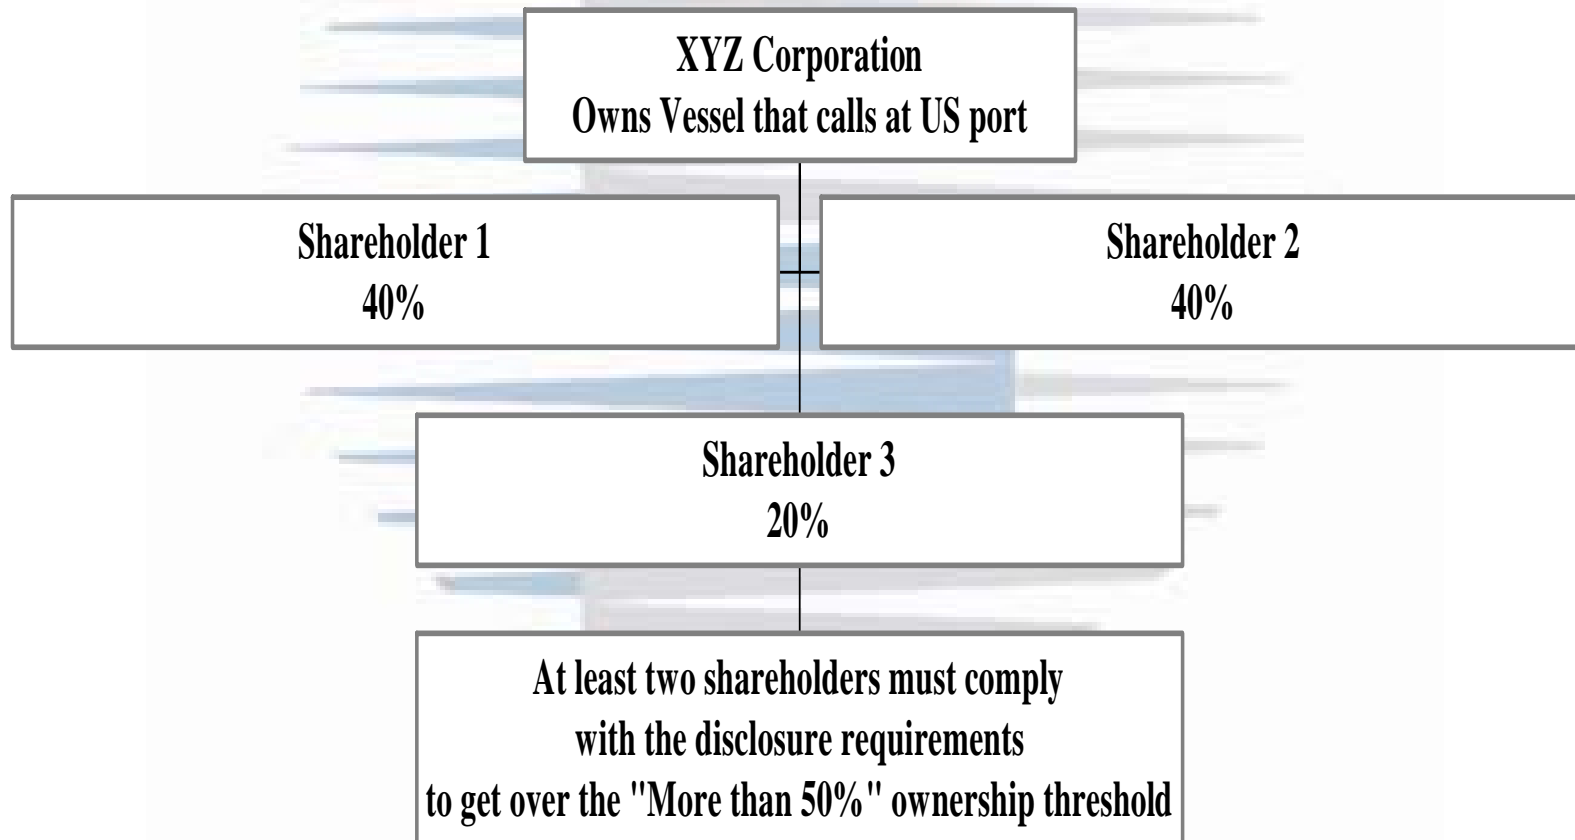 XYZ Corporation
Owns Vessel that calls at US port
Shareholder 1
40%
Shareholder 2
40%
Shareholder 3
20%
At least two shareholders must comply
with the disclosure requirements
to get over the "More than 50%" ownership threshold